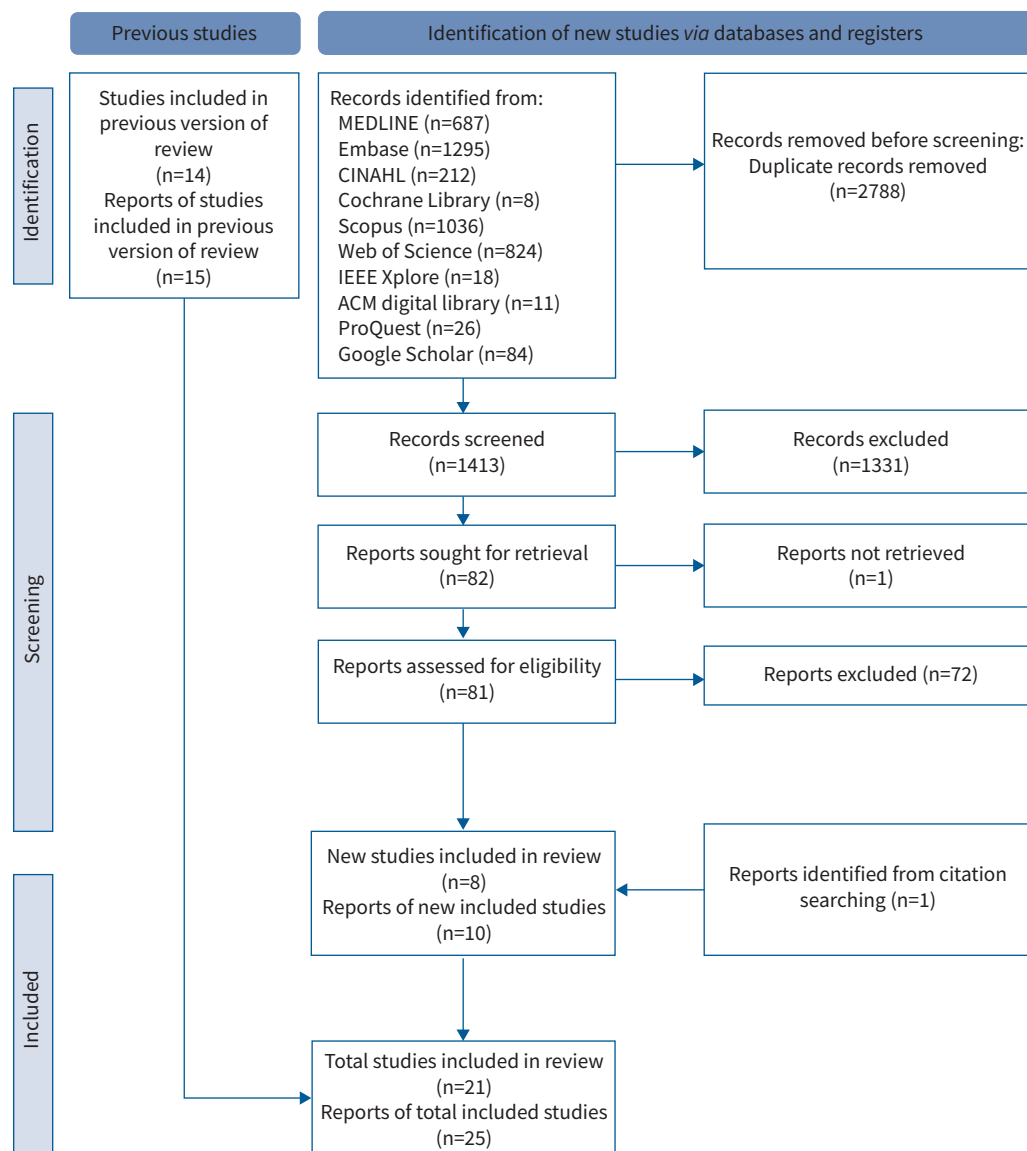 Previous studies
Identification of new studies via databases and registers
Identification
Studies included in
previous version of
review
(n=14)
Reports of studies
included in previous
version of review
(n=15)
Records identified from:
MEDLINE (n=687)
Embase (n=1295)
CINAHL (n=212)
Cochrane Library (n=8)
Scopus (n=1036)
Web of Science (n=824)
IEEE Xplore (n=18)
ACM digital library (n=11)
ProQuest (n=26)
Google Scholar (n=84)
Records removed before screening:
Duplicate records removed
(n=2788)
Screening
Records screened
(n=1413)
Records excluded
(n=1331)
Reports sought for retrieval
(n=82)
Reports not retrieved
(n=1)
Reports assessed for eligibility
(n=81)
Reports excluded (n=72)
Included
New studies included in review
(n=8)
Reports of new included studies
(n=10)
Reports identified from citation
searching (n=1)
Total studies included in review
(n=21)
Reports of total included studies
(n=25)